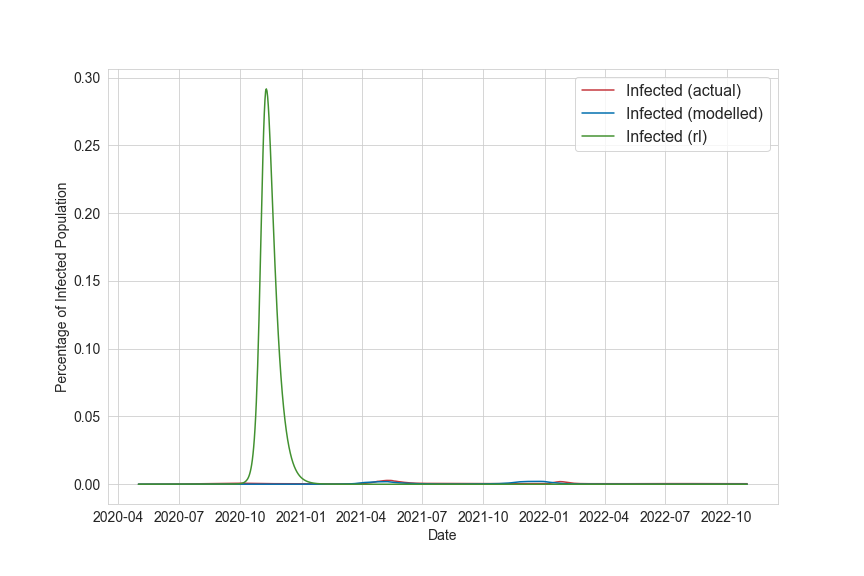 0.30
0.25
0.20
0.15
0.10
0.05
0.00
Percentage of Infected Population
Infected (actual)
Infected (modelled)
Infected (rl)
2020-04 2020-07 2020-10 2021-01 2021-04 2021-07 2021-10 2022-01 2022-04 2022-07 2022-10
Date